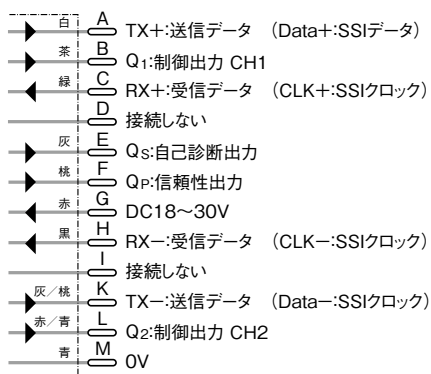 白 A TX+:送信データ (Data+:SSIデータ)
茶 B Q1:制御出力 CH1
緑 C RX+:受信データ (CLK+:SSIクロック)
D 接続しない
灰 E QS:自己診断出力
桃 F QP:信頼性出力
赤 G DC18～30V
黒 H RX－:受信データ (CLK－:SSIクロック)
I 接続しない
灰／桃 K TX－:送信データ (Data－:SSIクロック)
赤／青 L Q2:制御出力 CH2
青 M 0V